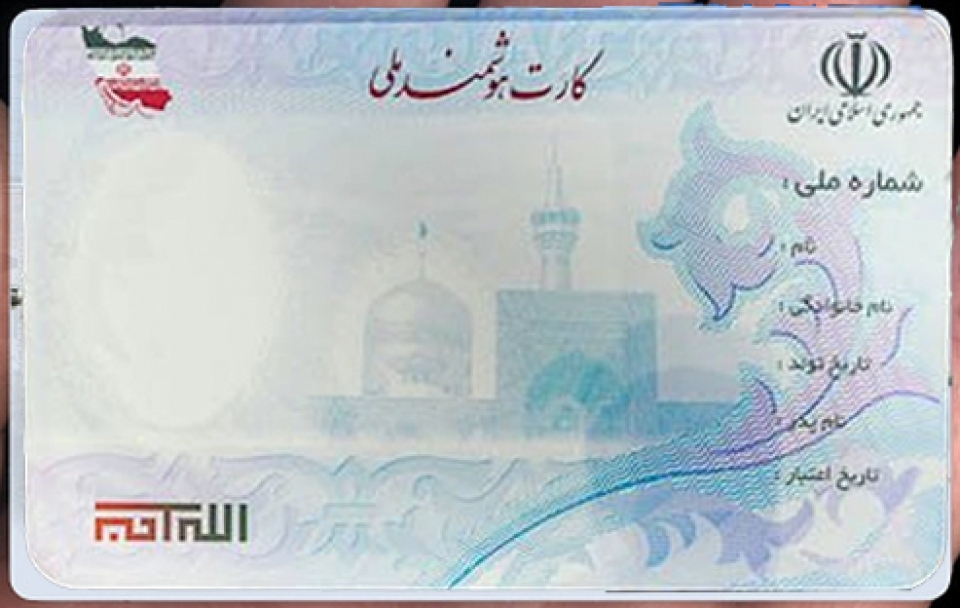 کارت هوشمند ملی
جمهوری اسلامی ایران
شماره ملی :
نام :
نام خانوادگی :
تاریخ تولد :
نام پدر :
تاریخ اعتبار :
الله اکبر